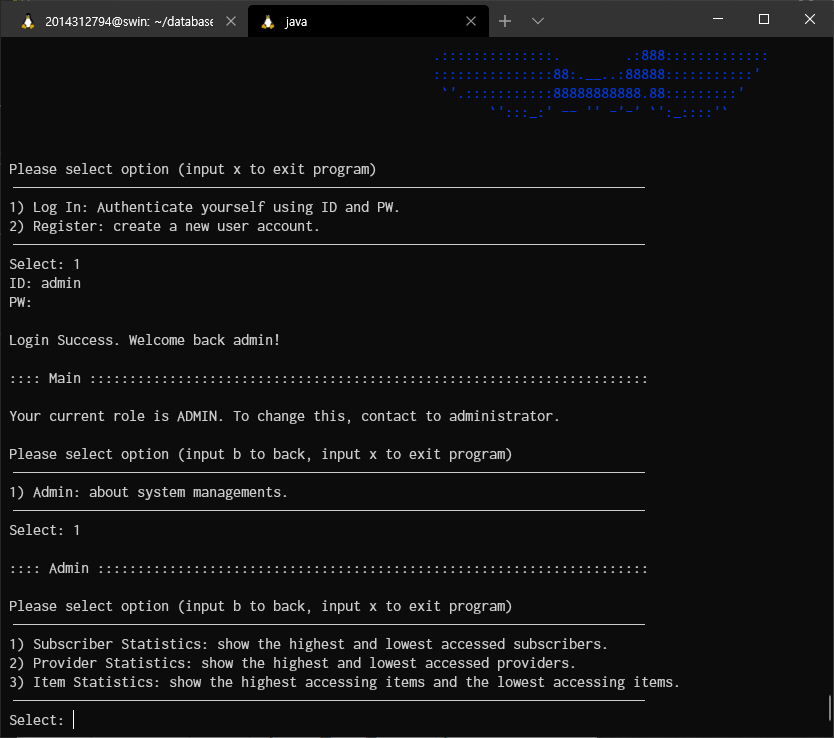 2014312794@swin: ~/database
java
.::::::::::::::. .:888:::::::::::::
:::::::::::::::88:.__..:88888:::::::::::'
`'.:::::::::::88888888888.88:::::::::'
`':::_:' -- '' -'-' `':_::::'`
Please select option (input x to exit program)
1) Log In: Authenticate yourself using ID and PW.
2) Register: create a new user account.
Select: 1
ID: admin
PW:
Login Success. Welcome back admin!
:::: Main ::::::::::::::::::::::::::::::::::::::::::::::::::::::::::::::::::::::
Your current role is ADMIN. To change this, contact to administrator.
Please select option (input b to back, input x to exit program)
1) Admin: about system managements.
Select: 1
:::: Admin :::::::::::::::::::::::::::::::::::::::::::::::::::::::::::::::::::::
Please select option (input b to back, input x to exit program)
1) Subscriber Statistics: show the highest and lowest accessed subscribers.
2) Provider Statistics: show the highest and lowest accessed providers.
3) Item Statistics: show the highest accessing items and the lowest accessing items.
Select: